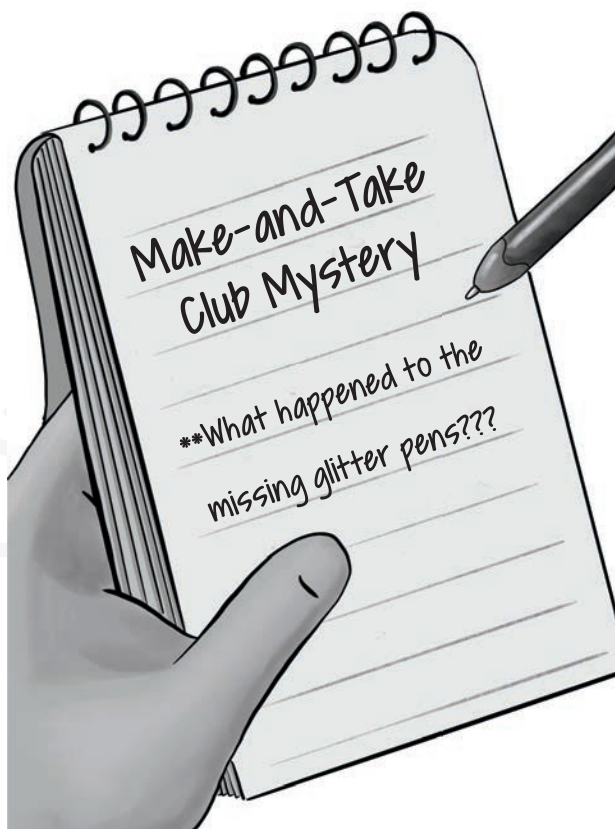 Make-and-Take
Club Mystery
**What happened to the
missing glitter pens???